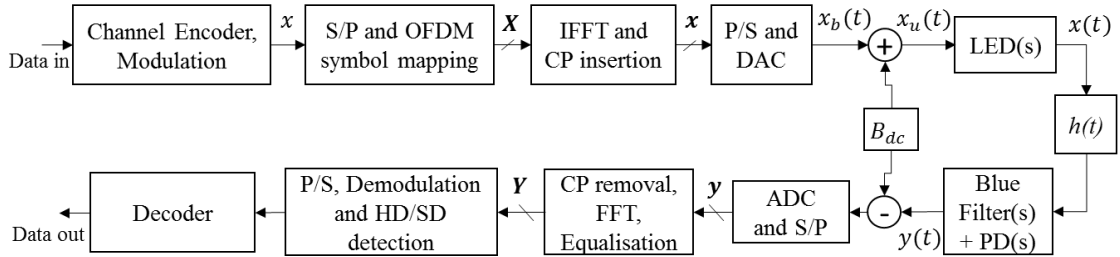 Data in
Channel Encoder,
Modulation
x
S/P and OFDM
symbol mapping
X
IFFT and
CP insertion
x
P/S and
DAC
x_b(t)
+
x_u(t)
LED(s)
x(t)
h(t)
B_dc
Blue
Filter(s)
+ PD(s)
y(t)
-
ADC
and S/P
y
CP removal,
FFT,
Equalisation
Y
P/S, Demodulation
and HD/SD
detection
Decoder
Data out